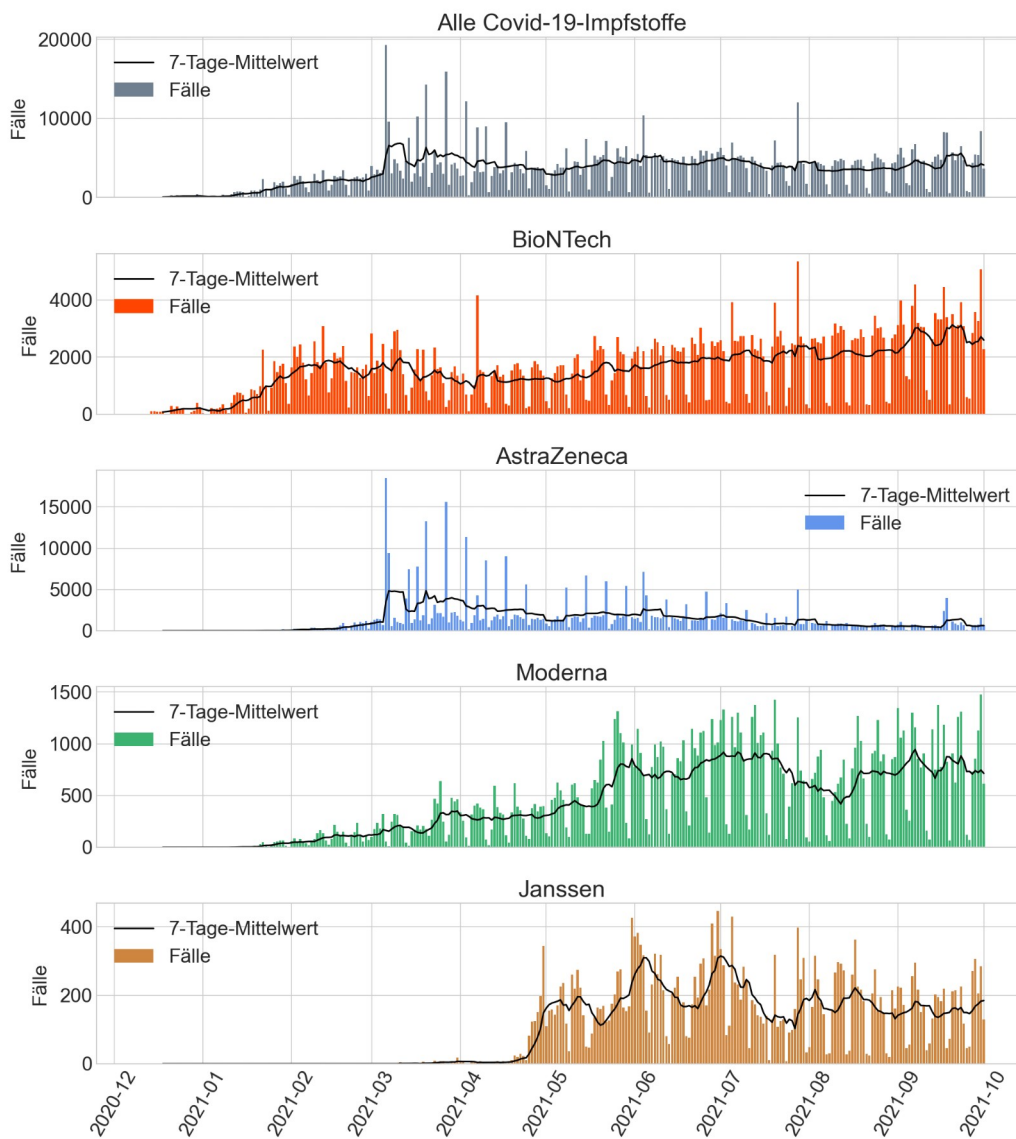 Alle Covid-19-Impfstoffe
20000
10000
0
Fälle
7-Tage-Mittelwert
Fälle
BioNTech
4000
2000
0
Fälle
7-Tage-Mittelwert
Fälle
AstraZeneca
15000
10000
5000
0
Fälle
7-Tage-Mittelwert
Fälle
Moderna
1500
1000
500
0
Fälle
7-Tage-Mittelwert
Fälle
Janssen
400
200
0
Fälle
7-Tage-Mittelwert
Fälle
2020-12
2021-01
2021-02
2021-03
2021-04
2021-05
2021-06
2021-07
2021-08
2021-09
2021-10